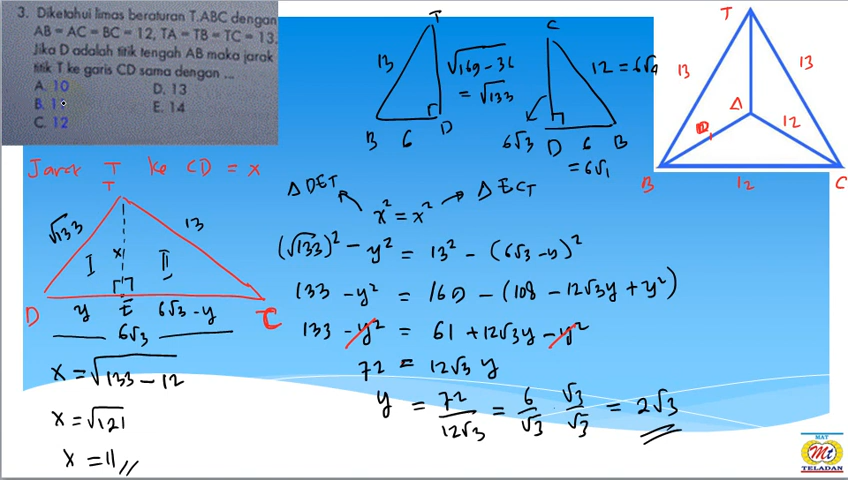 3. Diketahui limas beraturan T.ABC dengan
AB = AC = BC = 12, TA = TB = TC = 13.
Jika D adalah titik tengah AB maka jarak
titik T ke garis CD sama dengan ...
A. 10
D. 13
B. 11
E. 14
C. 12
T
13
√169-36
= √133
B 6 D
C
12 = 6√4
6√3
D 6 B
= 6√1
T
13
13
A
12
D
B
12
C
Jarak T ke CD = x
T
√133
13
x
I
II
D y E 6√3-y C
6√3
x = √133-12
x = √121
x = 11 //
△DET
x² = x²
△ECT
(√133)² - y² = 13² - (6√3-y)²
133 - y² = 169 - (108 - 12√3y + y²)
133 - y² = 61 + 12√3y - y²
72 = 12√3 y
y = 72/12√3 = 6/√3 . √3/√3 = 2√3
MAT
Mt
TELADAN